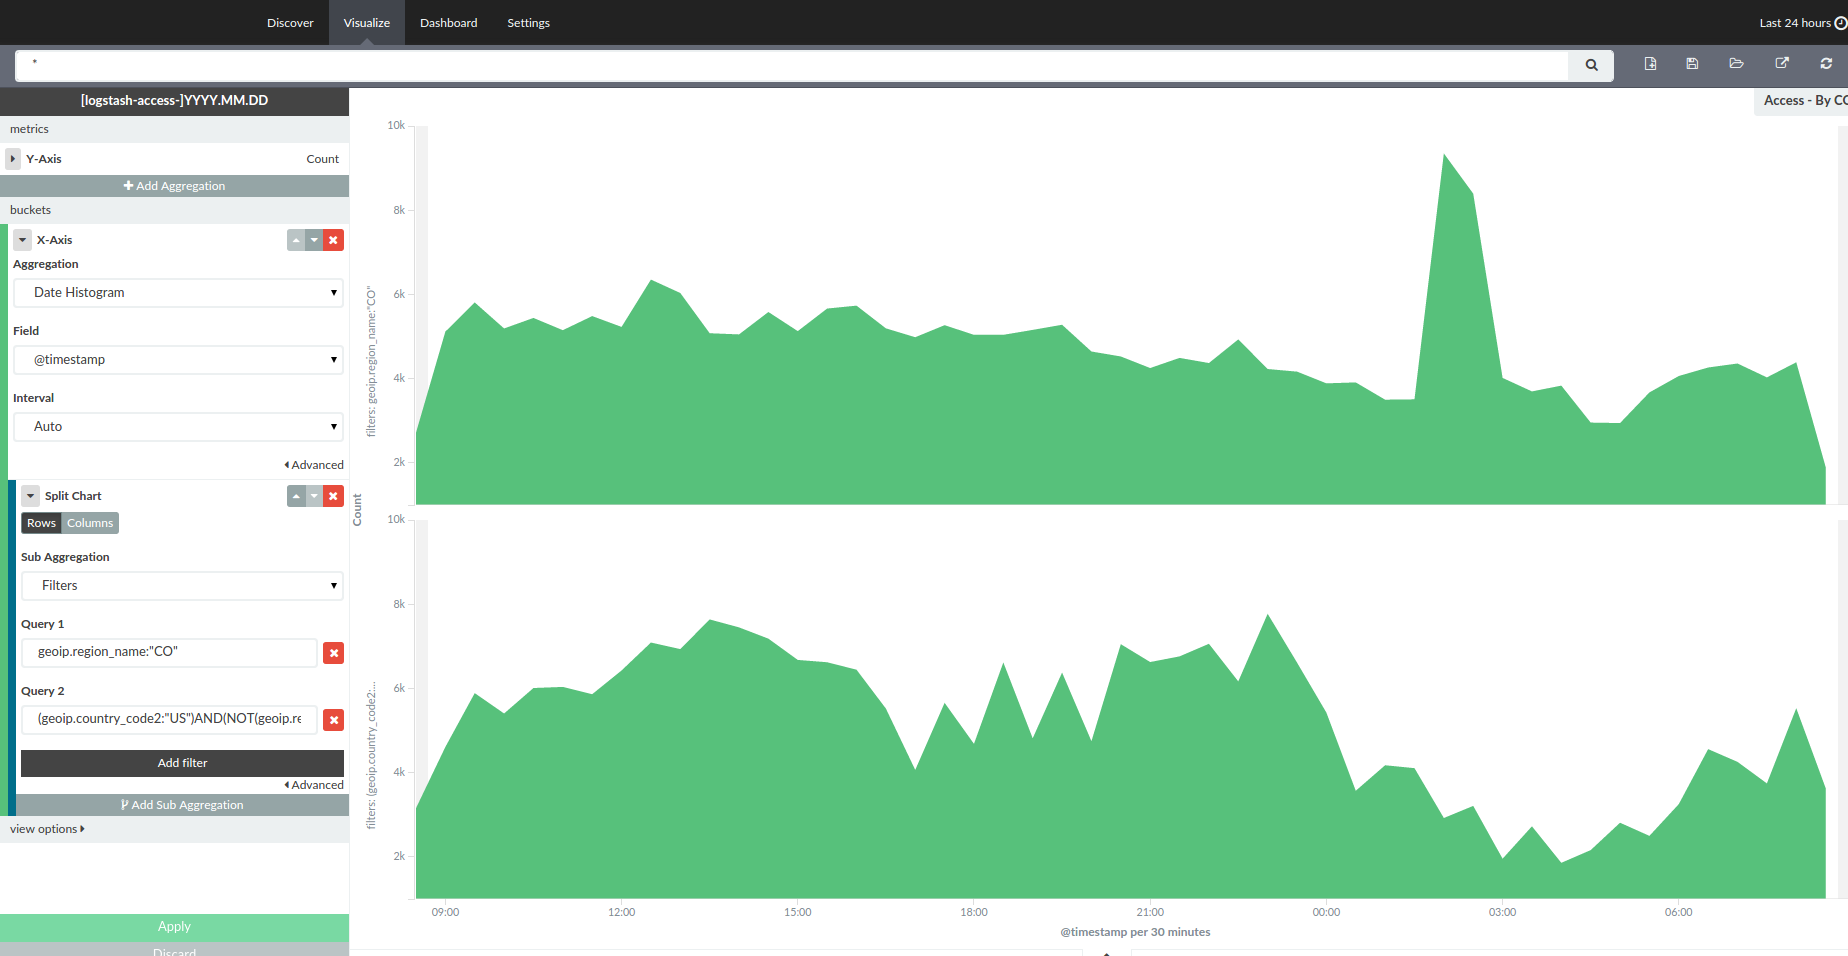 Discover Visualize Dashboard Settings Last 24 hours
*
[logstash-access-]YYYY.MM.DD
Access - By CO
metrics
Y-Axis Count
Add Aggregation
buckets
X-Axis
Aggregation
Date Histogram
Field
@timestamp
Interval
Auto
Advanced
Split Chart
Rows Columns
Sub Aggregation
Filters
Query 1
geoip.region_name:"CO"
Query 2
(geoip.country_code2:"US")AND(NOT(geoip.re
Add filter
Advanced
Add Sub Aggregation
view options
Apply
Discard
Count
filters: geoip.region_name:"CO"
10k
8k
6k
4k
2k
filters: (geoip.country_code2:...
10k
8k
6k
4k
2k
09:00 12:00 15:00 18:00 21:00 00:00 03:00 06:00
@timestamp per 30 minutes